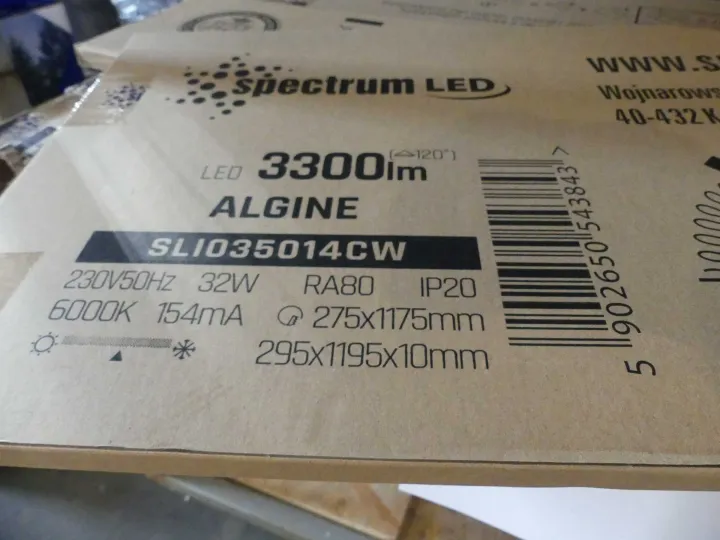 spectrum LED
WWW.S
Wojnarows
40-432 K
LED 3300lm (120°)
ALGINE
SLI035014CW
230V50Hz 32W RA80 IP20
6000K 154mA 275x1175mm
295x1195x10mm
5 902650 543843 >